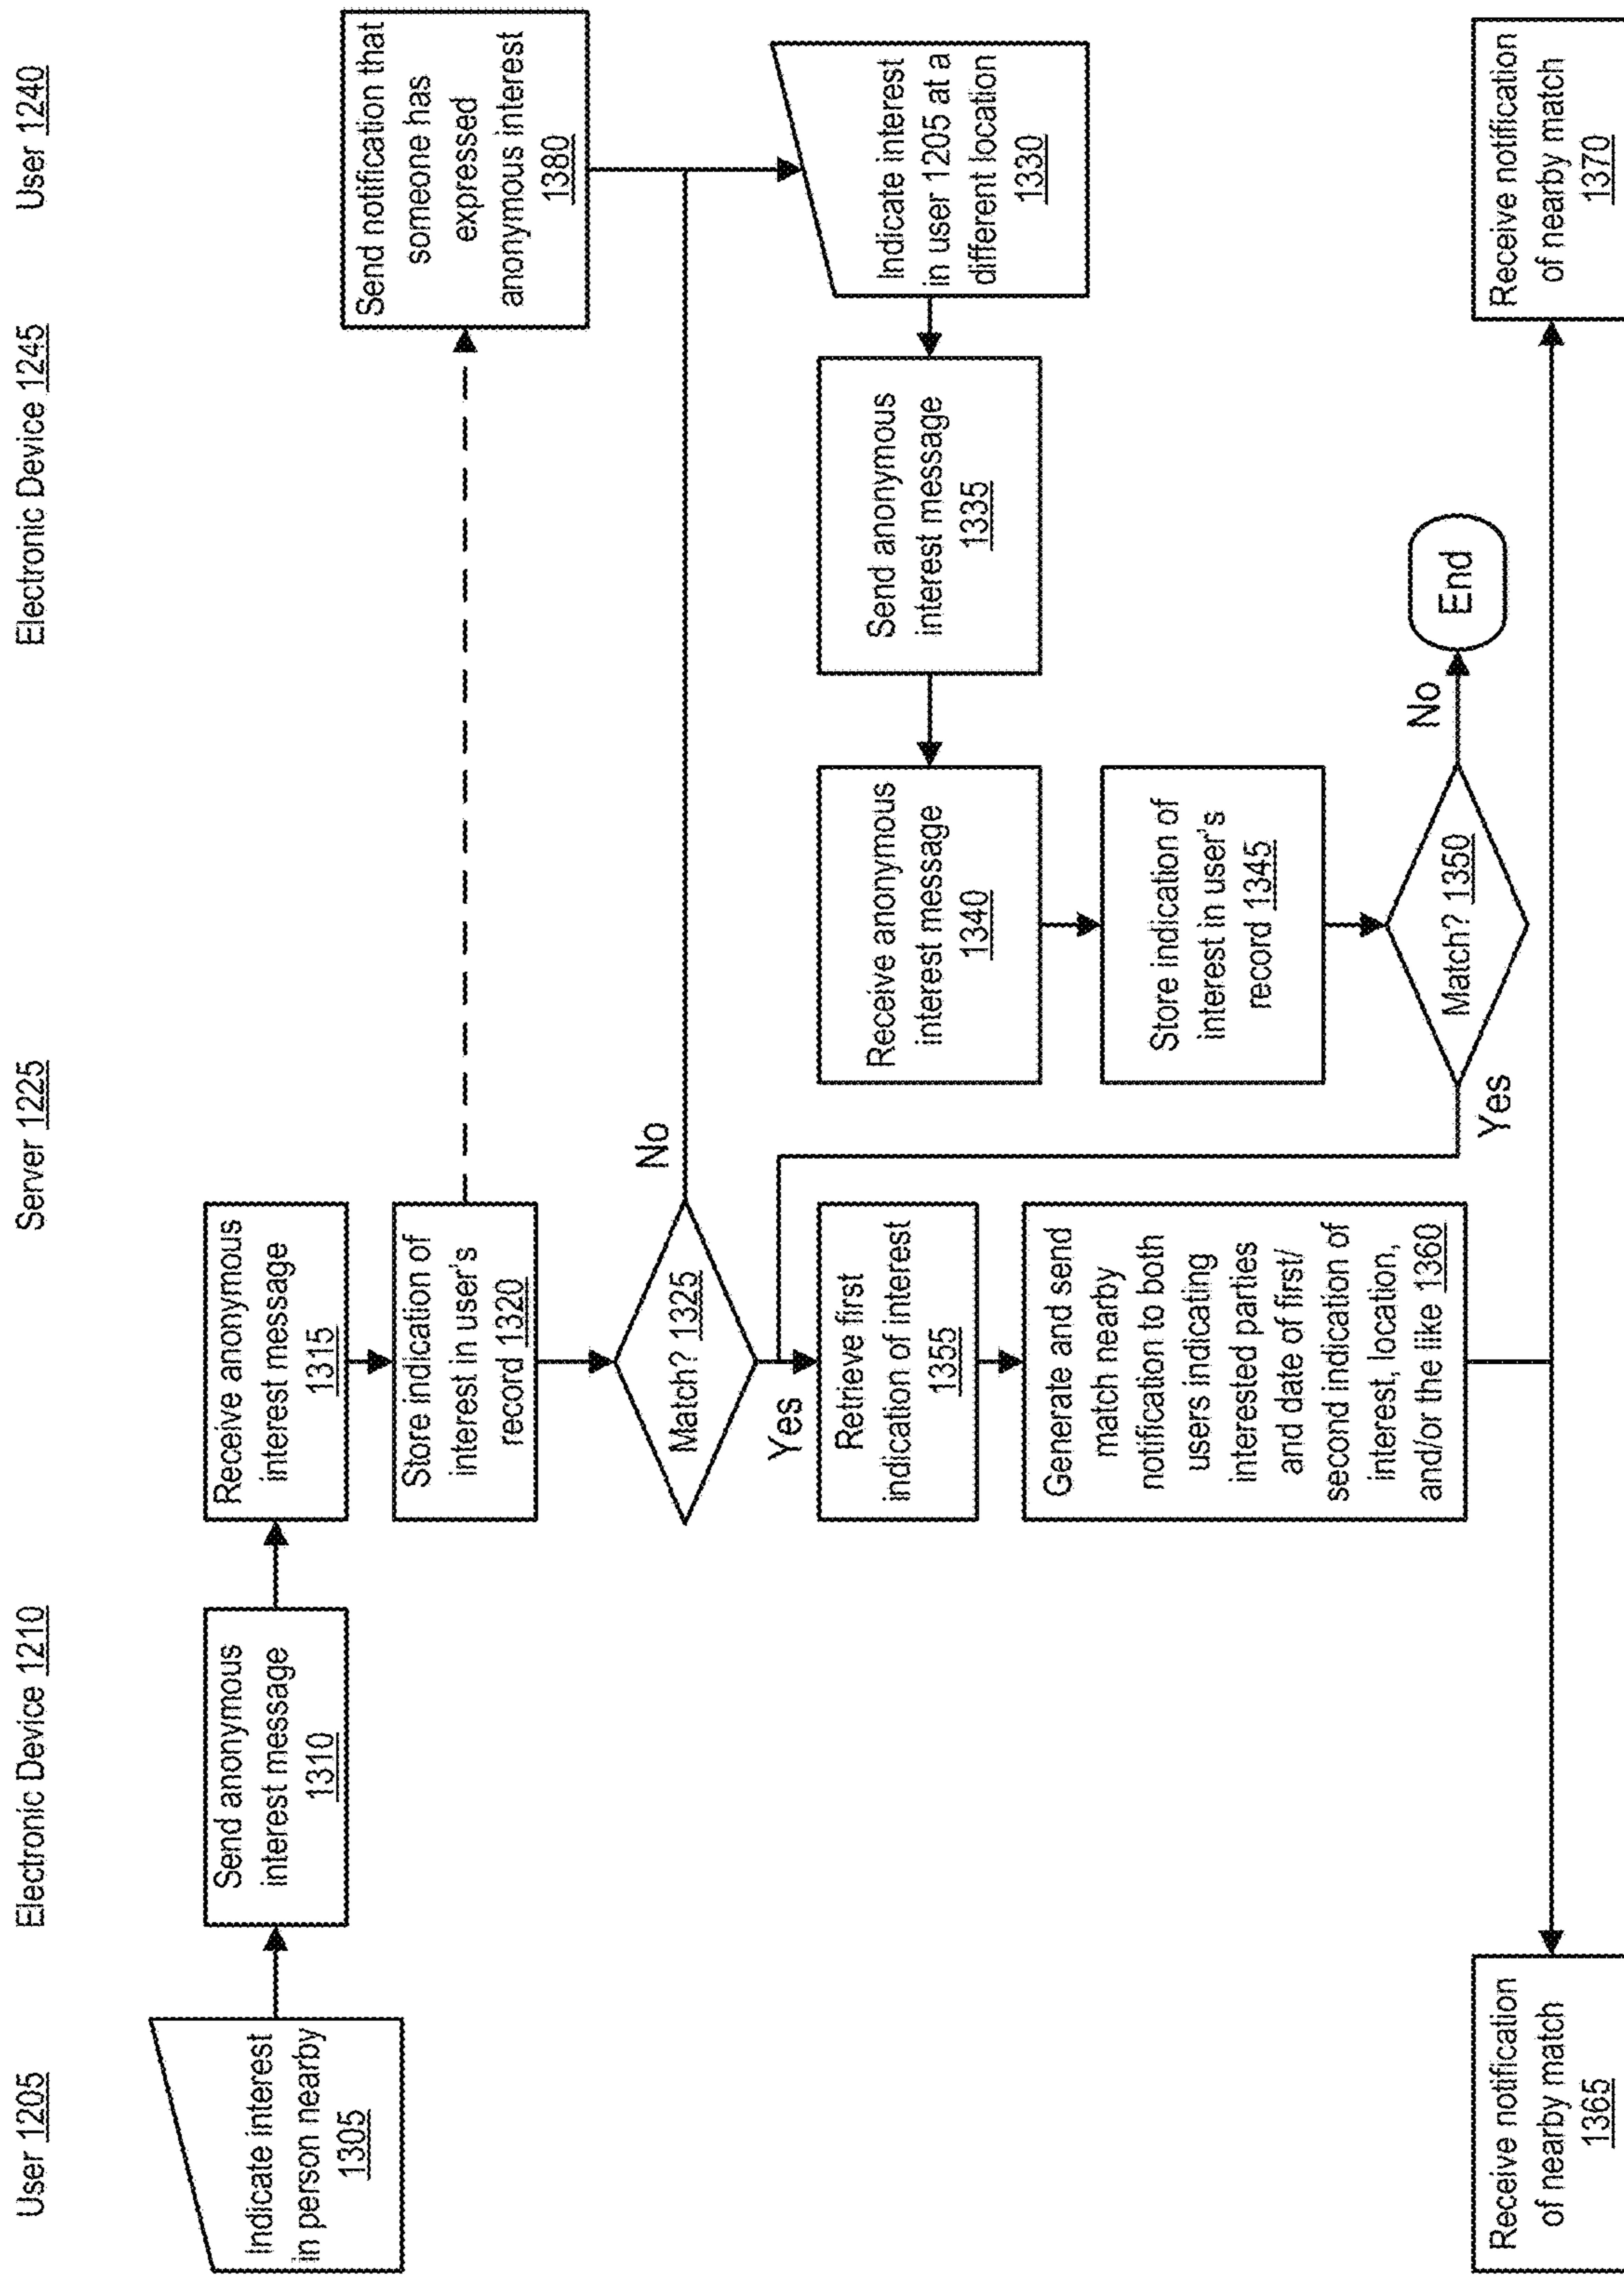 User 1205
Electronic Device 1210
Server 1225
Electronic Device 1245
User 1240
Indicate interest
in person nearby
1305
Send anonymous
interest message
1310
Receive anonymous
interest message
1315
Store indication of
interest in user's
record 1320
Send notification that
someone has
expressed
anonymous interest
1380
Match? 1325
No
Yes
Indicate interest
in user 1205 at a
different location
1330
Send anonymous
interest message
1335
Receive anonymous
interest message
1340
Store indication of
interest in user's
record 1345
Match? 1350
No
End
Yes
Retrieve first
indication of interest
1355
Generate and send
match nearby
notification to both
users indicating
interested parties
and date of first/
second indication of
interest, location,
and/or the like 1360
Receive notification
of nearby match
1365
Receive notification
of nearby match
1370